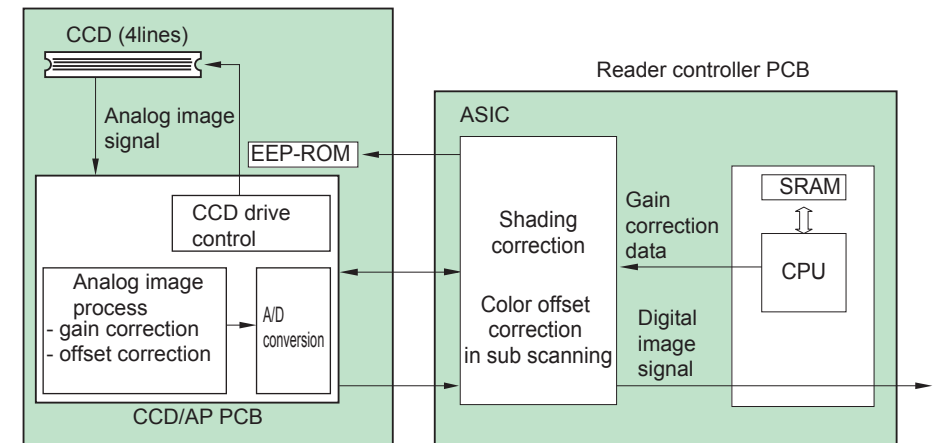 CCD (4lines)
Analog image
signal
EEP-ROM
CCD drive
control
Analog image
process
- gain correction
- offset correction
A/D
conversion
CCD/AP PCB
Reader controller PCB
ASIC
Shading
correction
Color offset
correction
in sub scanning
Gain
correction
data
SRAM
CPU
Digital
image
signal